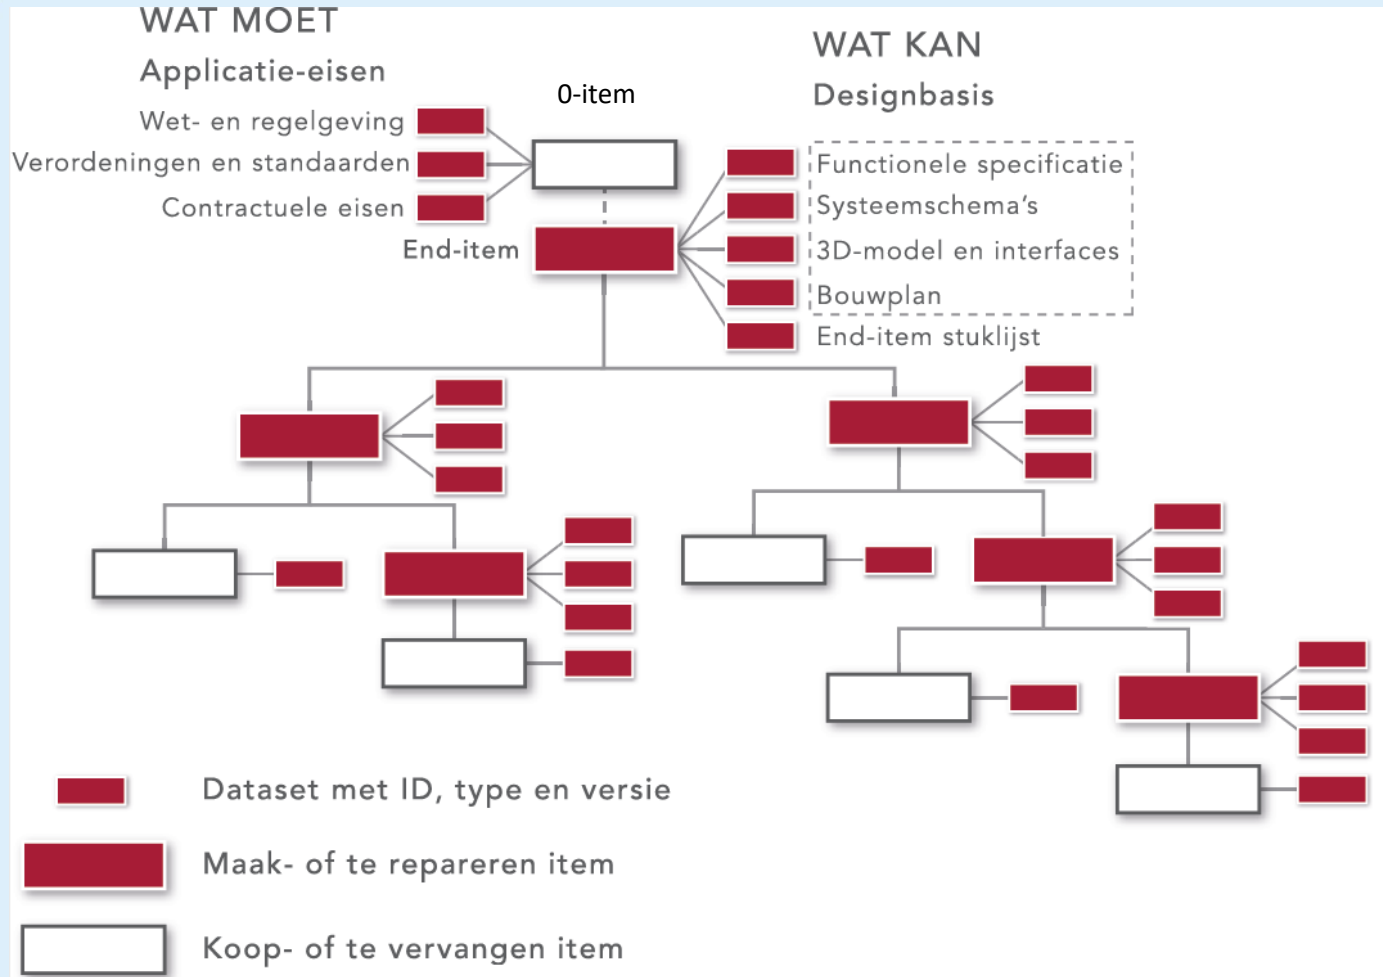 WAT MOET
Applicatie-eisen
Wet- en regelgeving
Verordeningen en standaarden
Contractuele eisen
0-item
End-item
WAT KAN
Designbasis
Functionele specificatie
Systeemschema's
3D-model en interfaces
Bouwplan
End-item stuklijst
Dataset met ID, type en versie
Maak- of te repareren item
Koop- of te vervangen item